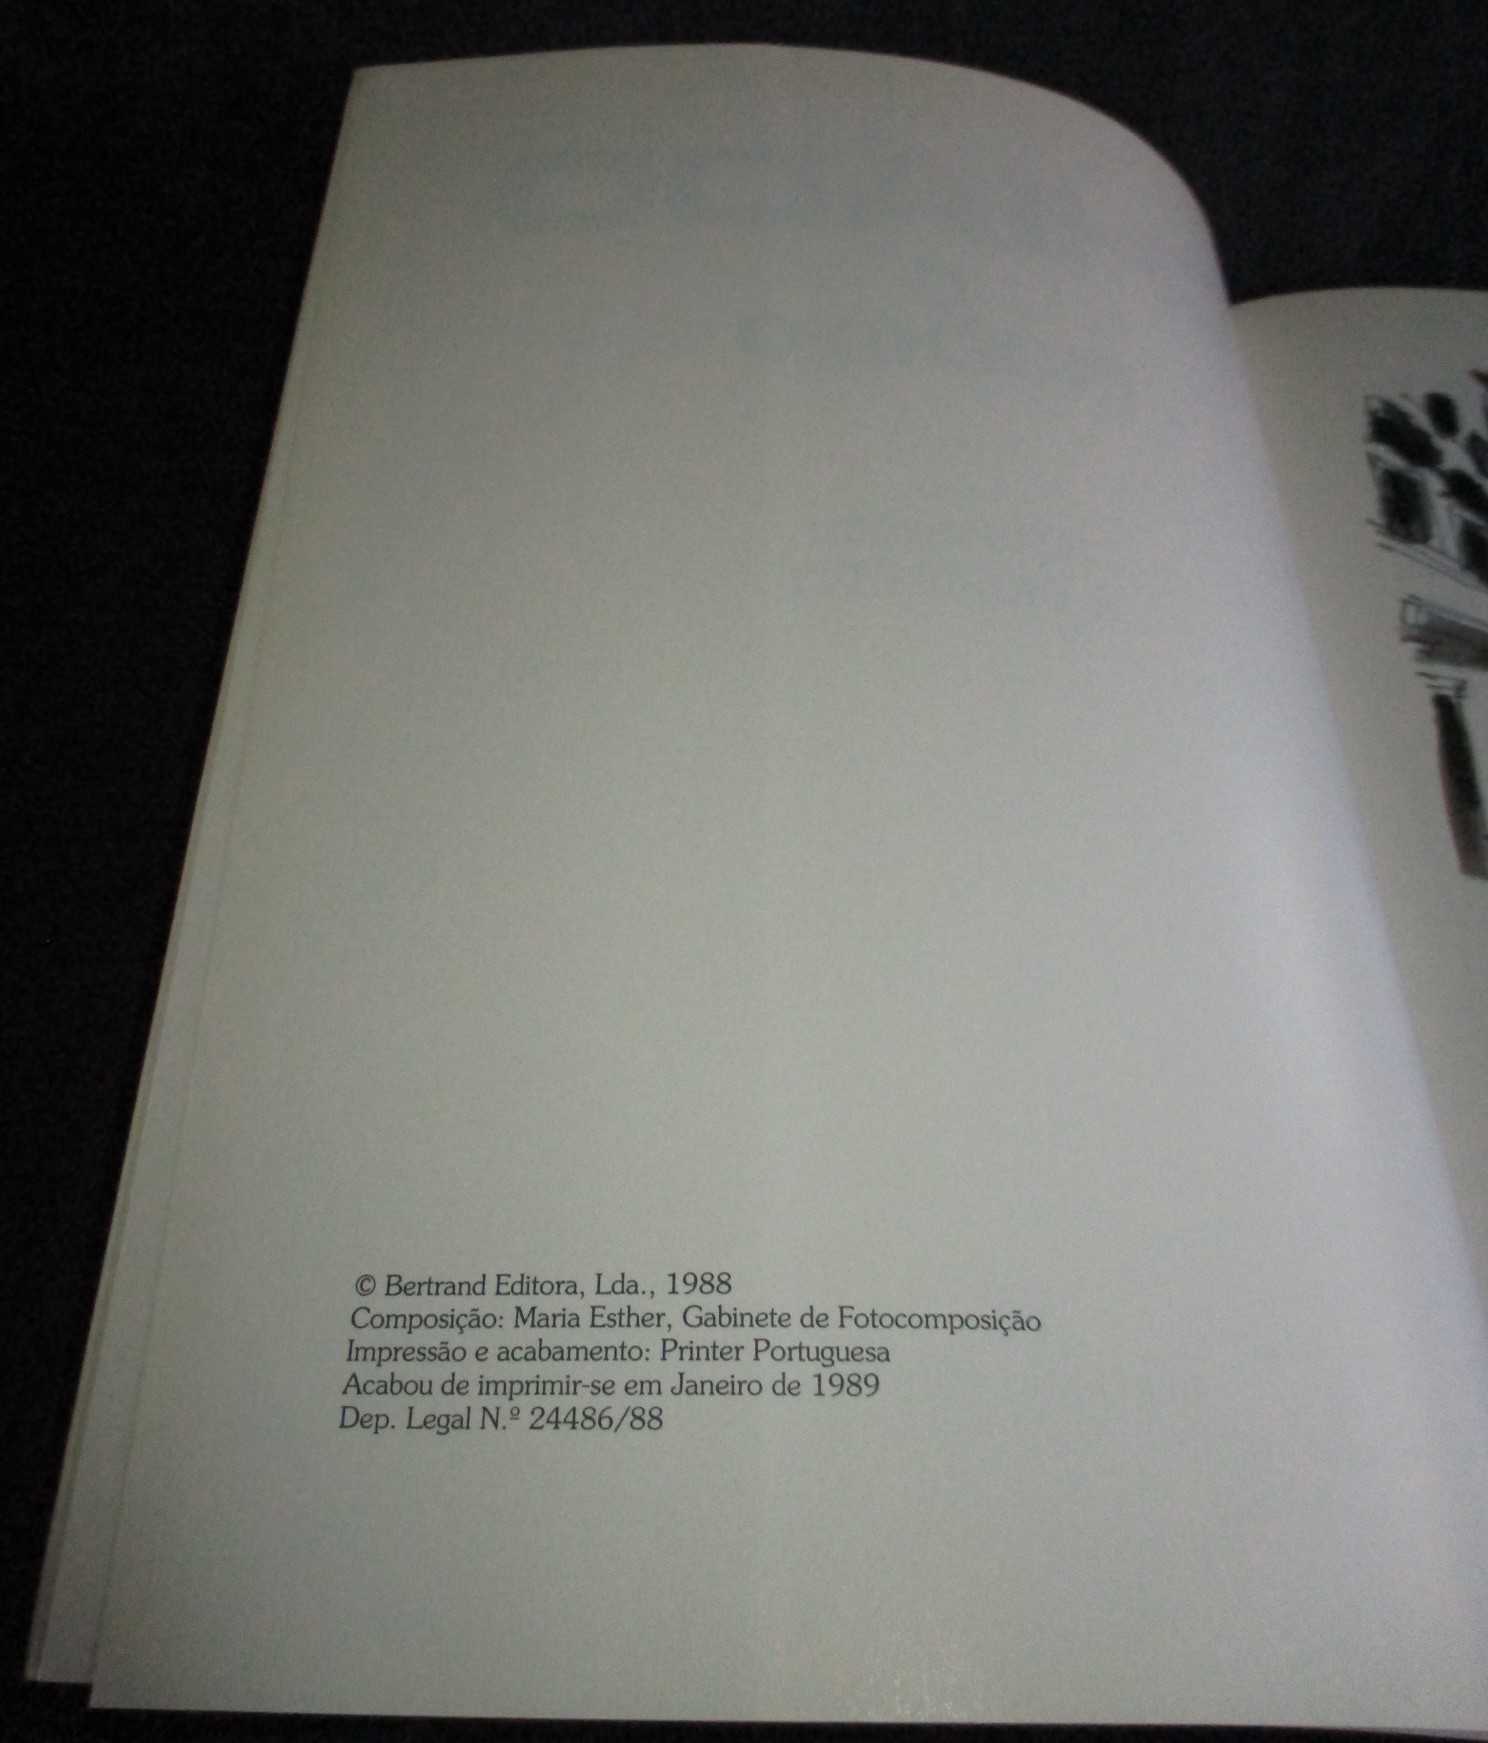 © Bertrand Editora, Lda., 1988
Composição: Maria Esther, Gabinete de Fotocomposição
Impressão e acabamento: Printer Portuguesa
Acabou de imprimir-se em Janeiro de 1989
Dep. Legal N.º 24486/88